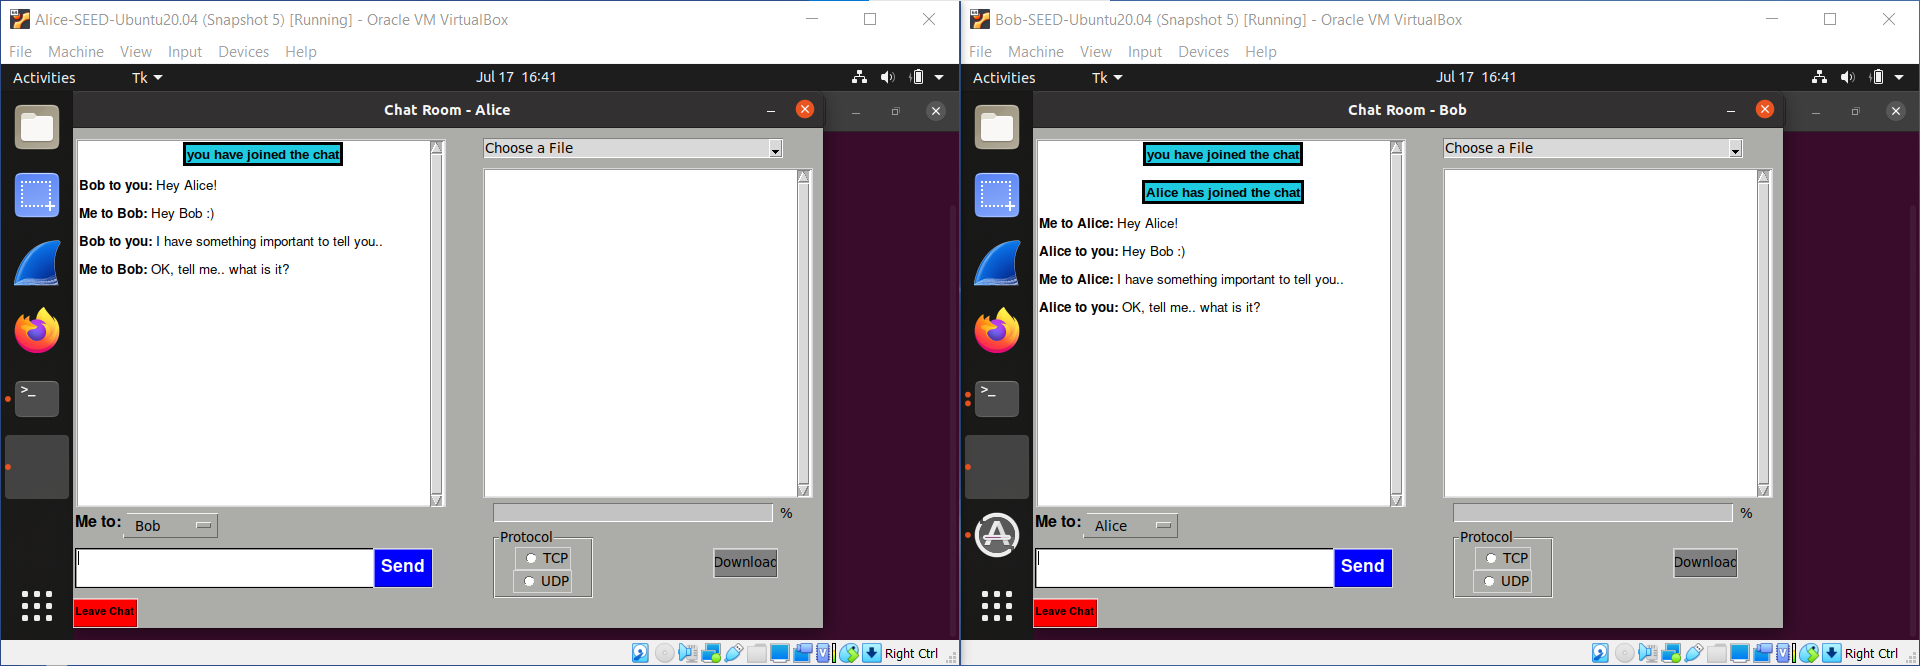 Alice-SEED-Ubuntu20.04 (Snapshot 5) [Running] - Oracle VM VirtualBox
File Machine View Input Devices Help
Activities Tk Jul 17 16:41
Chat Room - Alice
you have joined the chat
Bob to you: Hey Alice!
Me to Bob: Hey Bob :)
Bob to you: I have something important to tell you..
Me to Bob: OK, tell me.. what is it?
Choose a File
%
Me to: Bob
Send
Protocol
TCP
UDP
Download
Leave Chat
Right Ctrl
Bob-SEED-Ubuntu20.04 (Snapshot 5) [Running] - Oracle VM VirtualBox
File Machine View Input Devices Help
Activities Tk Jul 17 16:41
Chat Room - Bob
you have joined the chat
Alice has joined the chat
Me to Alice: Hey Alice!
Alice to you: Hey Bob :)
Me to Alice: I have something important to tell you..
Alice to you: OK, tell me.. what is it?
Choose a File
%
Me to: Alice
Send
Protocol
TCP
UDP
Download
Leave Chat
Right Ctrl